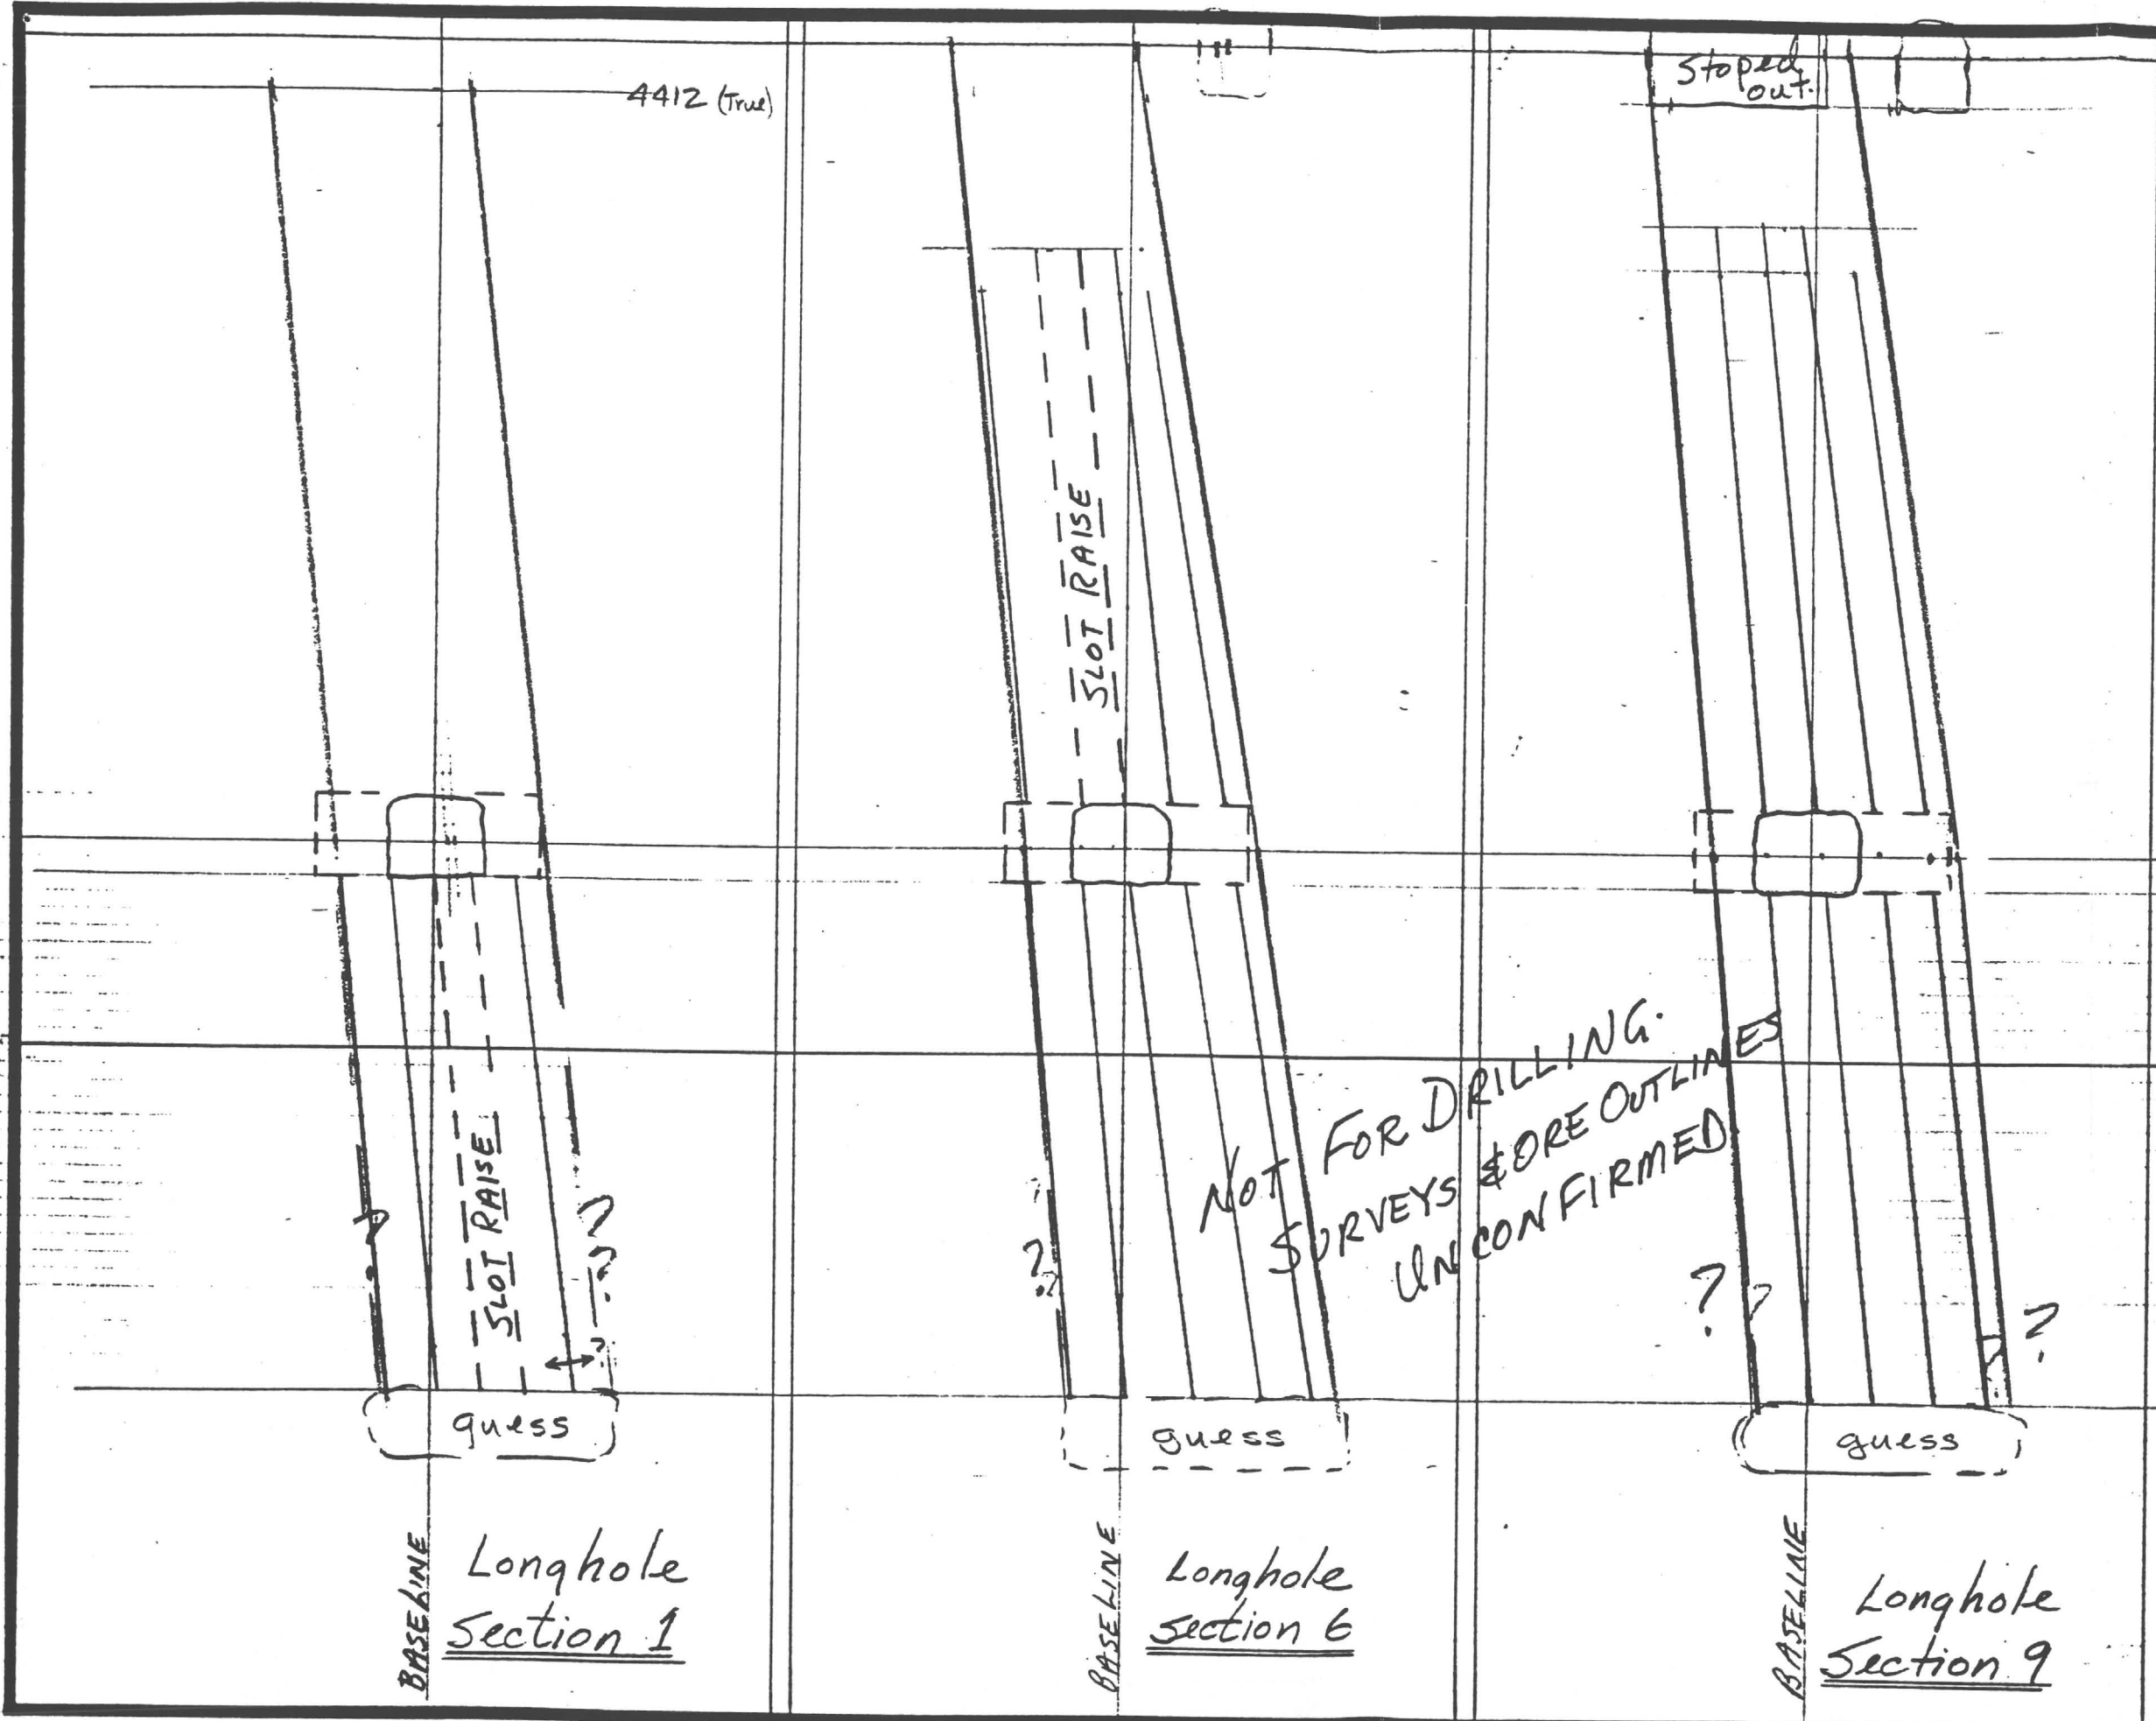 4412 (True)
Stoped
out.
SLOT RAISE
SLOT RAISE
NOT FOR DRILLING.
SURVEYS & ORE OUTLINES
UNCONFIRMED
?
?
?
?
?
?
?
?
?
guess
guess
guess
BASELINE
Longhole
Section 1
BASELINE
Longhole
Section 6
BASELINE
Longhole
Section 9